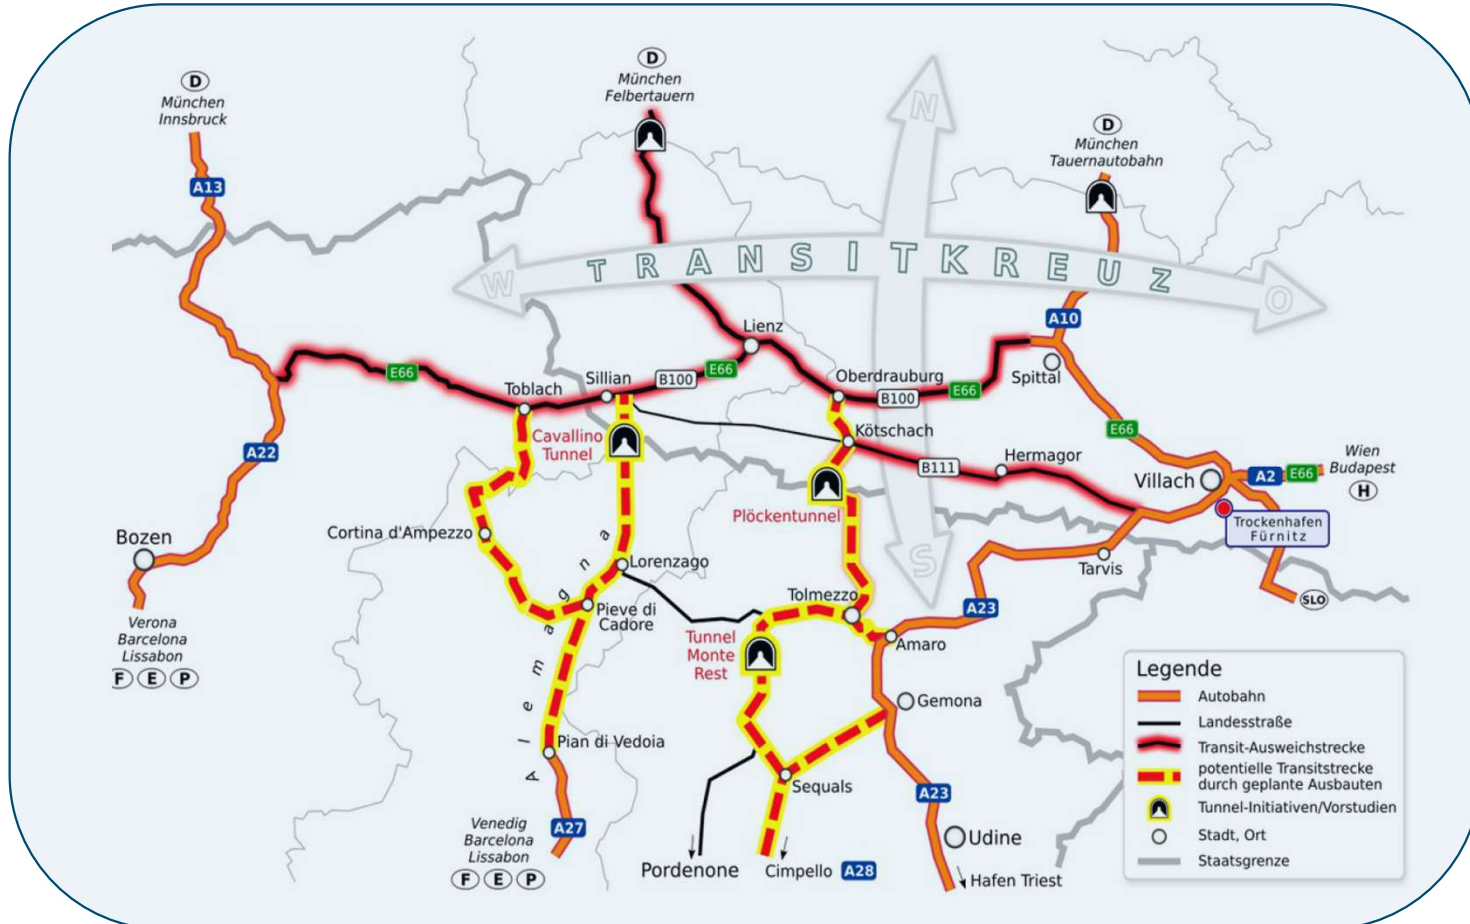 D
München
Innsbruck
A13
D
München
Felbertauern
D
München
Tauernautobahn
N
W
TRANSITKREUZ
O
S
A10
Lienz
E66
Toblach
Sillian
B100
E66
Oberdrauburg
B100
E66
Spittal
Cavallino
Tunnel
Kötschach
E66
A22
B111
Hermagor
Villach
A2
E66
Wien
Budapest
H
Plöckentunnel
Trockenhafen
Fürnitz
Cortina d'Ampezzo
Bozen
Lorenzago
Tarvis
SLO
Alemagna
Pieve di
Cadore
Tolmezzo
A23
Amaro
Verona
Barcelona
Lissabon
F E P
Tunnel
Monte
Rest
Gemona
Pian di Vedoia
Sequals
A23
A27
Venedig
Barcelona
Lissabon
F E P
Udine
Pordenone
Cimpello
A28
Hafen Triest
Legende
Autobahn
Landesstraße
Transit-Ausweichstrecke
potentielle Transitstrecke
durch geplante Ausbauten
Tunnel-Initiativen/Vorstudien
Stadt, Ort
Staatsgrenze